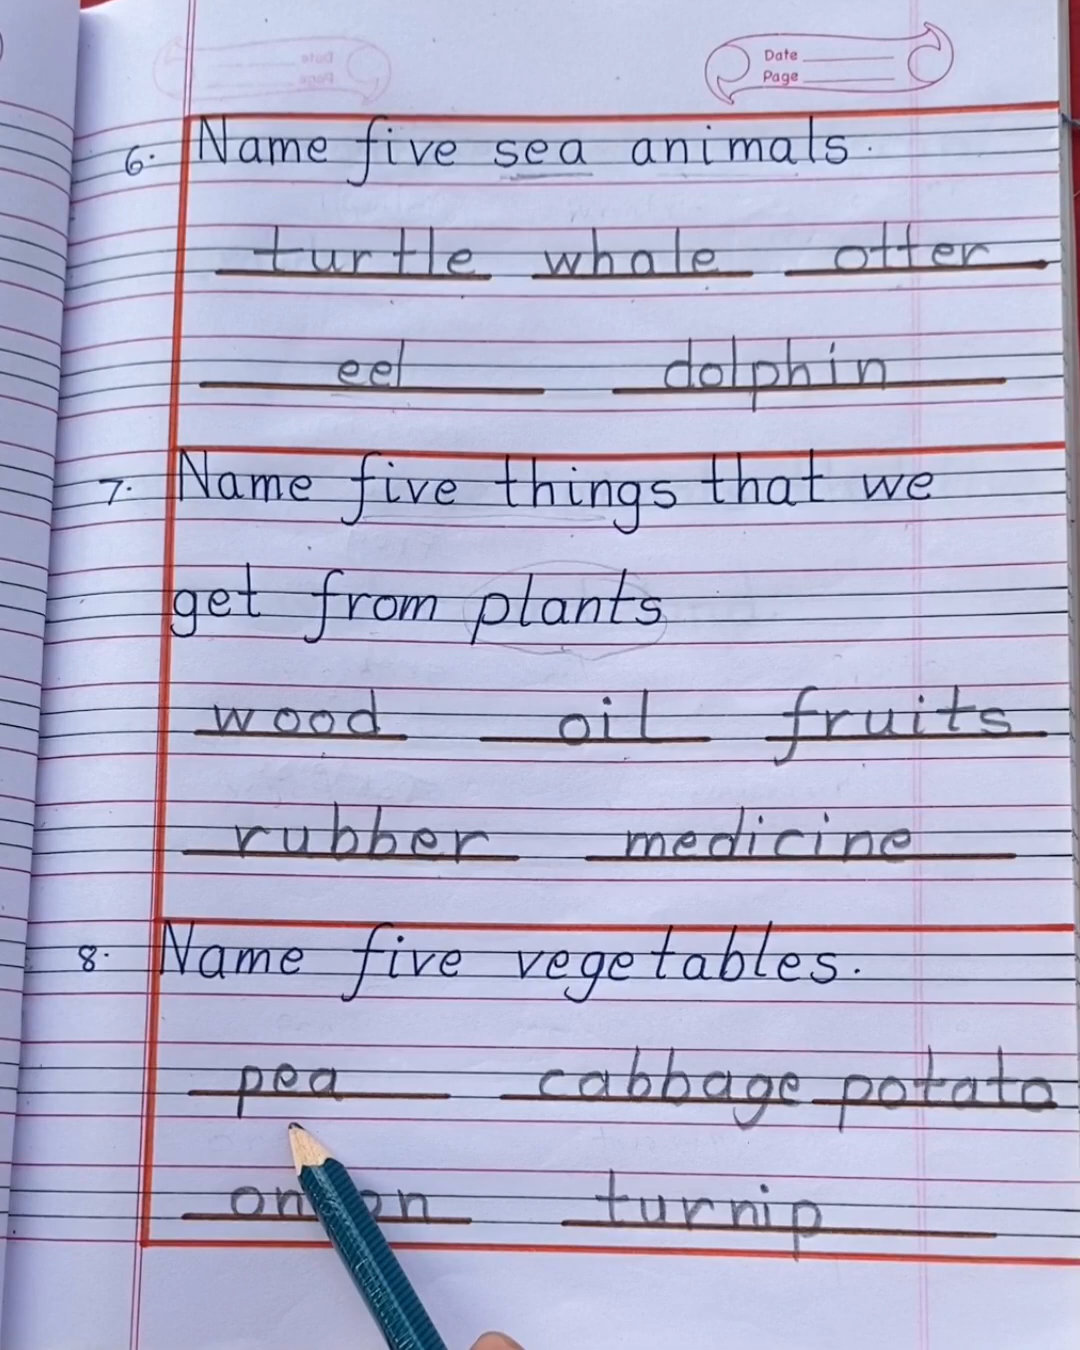 Date
Page
6. Name five sea animals.
turtle whale otter
eel dolphin
7. Name five things that we
get from plants
wood oil fruits
rubber medicine
8. Name five vegetables.
pea cabbage potato
turnip